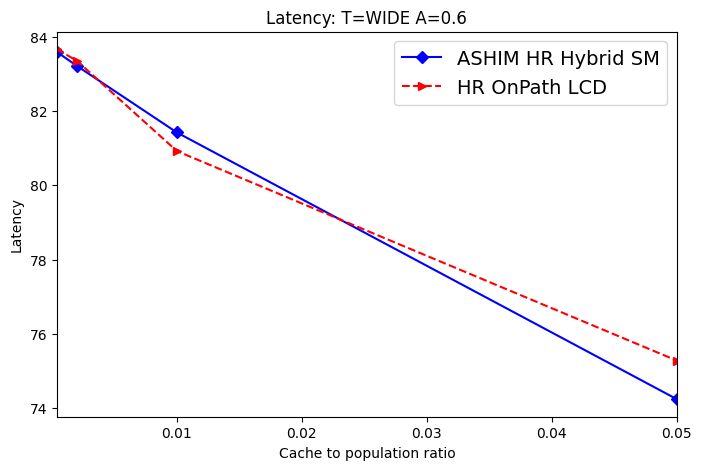 Latency: T=WIDE A=0.6
ASHIM HR Hybrid SM
HR OnPath LCD
84
82
80
78
76
74
Latency
0.01 0.02 0.03 0.04 0.05
Cache to population ratio